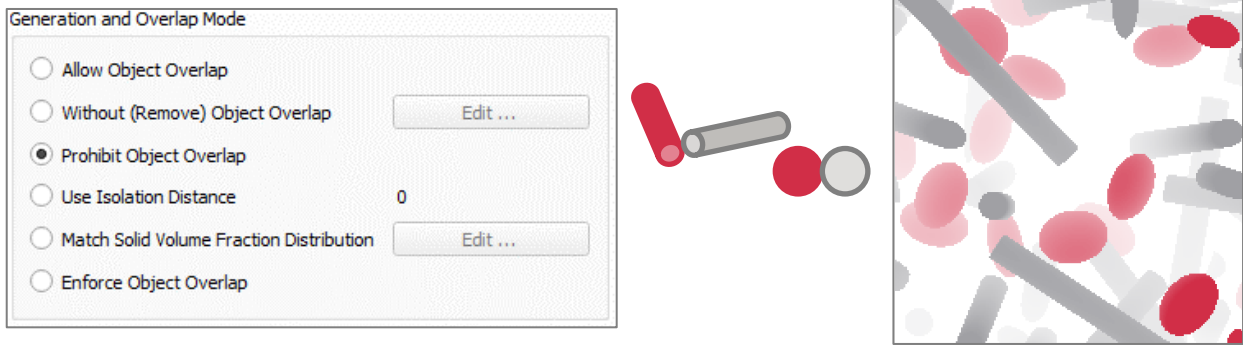 Generation and Overlap Mode
Allow Object Overlap
Without (Remove) Object Overlap Edit ...
Prohibit Object Overlap
Use Isolation Distance 0
Match Solid Volume Fraction Distribution Edit ...
Enforce Object Overlap